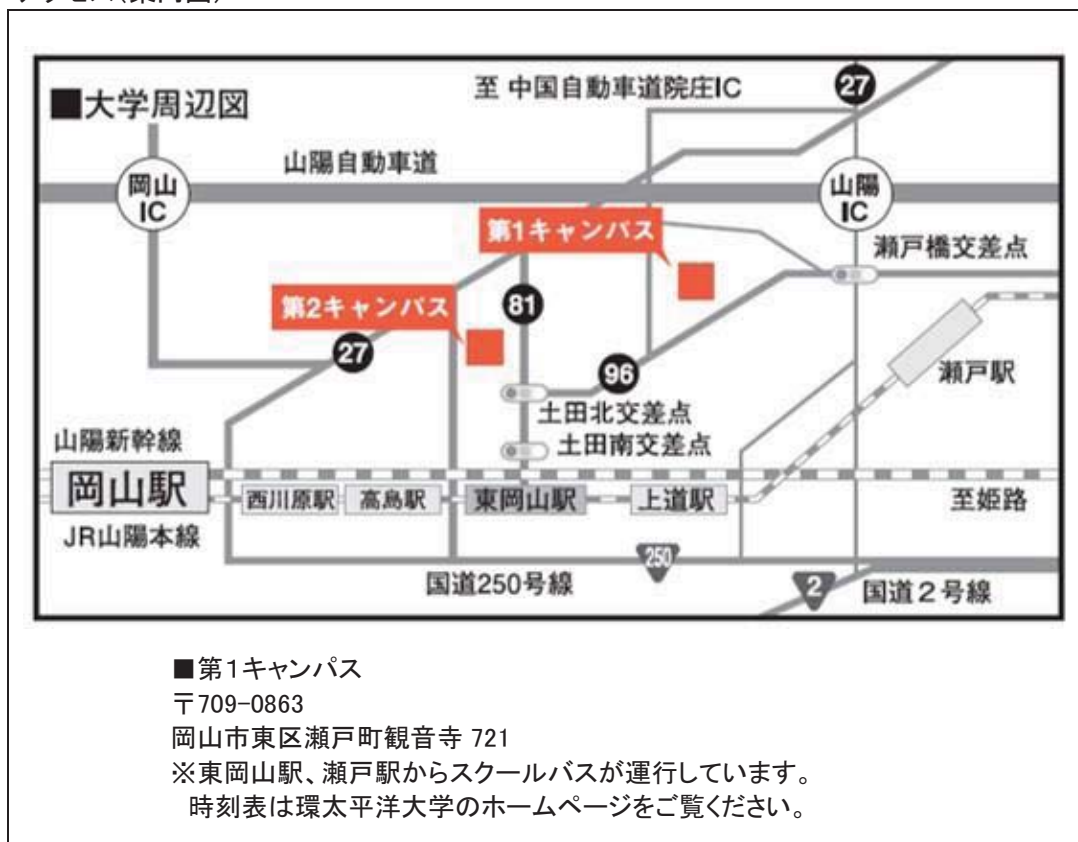 アクセス(案内図)
■大学周辺図
至 中国自動車道院庄IC
27
山陽自動車道
岡山
IC
山陽
IC
第1キャンパス
瀬戸橋交差点
第2キャンパス
81
27
96
瀬戸駅
土田北交差点
土田南交差点
山陽新幹線
岡山駅
西川原駅
高島駅
東岡山駅
上道駅
至姫路
JR山陽本線
250
国道250号線
2
国道2号線
■第1キャンパス
〒709-0863
岡山市東区瀬戸町観音寺 721
※東岡山駅、瀬戸駅からスクールバスが運行しています。
時刻表は環太平洋大学のホームページをご覧ください。